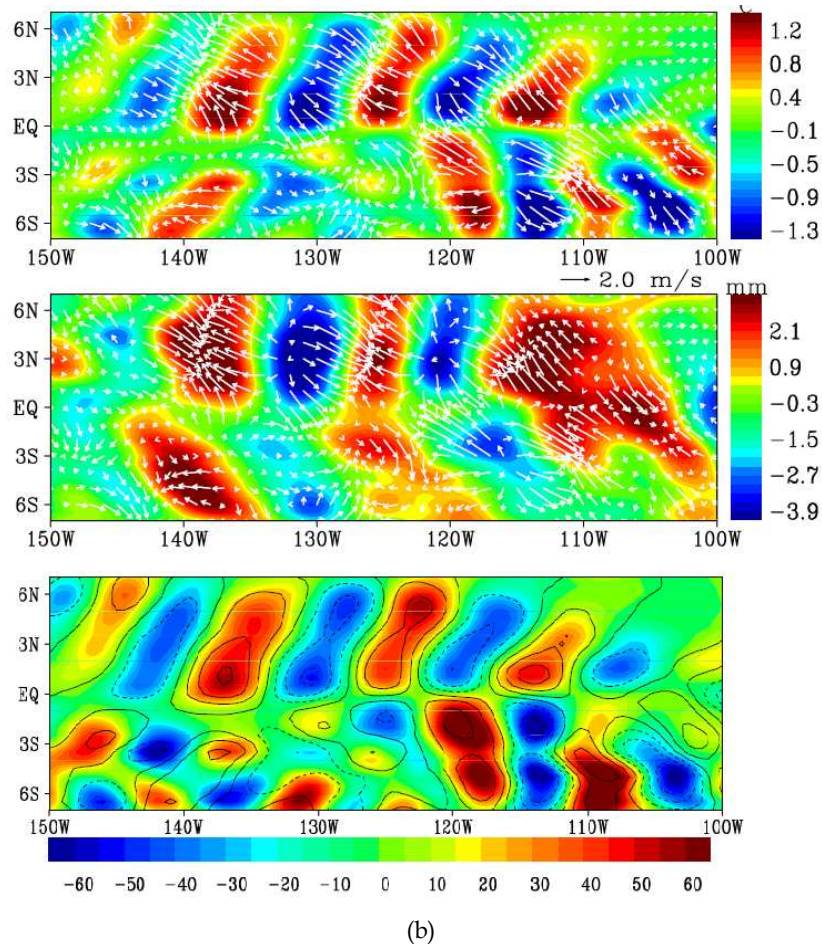 C
6N
3N
EQ
3S
6S
1.2
0.8
0.4
−0.1
−0.5
−0.9
−1.3
150W 140W 130W 120W 110W 100W
2.0 m/s
mm
6N
3N
EQ
3S
6S
2.1
0.9
−0.3
−1.5
−2.7
−3.9
150W 140W 130W 120W 110W 100W
6N
3N
EQ
3S
6S
150W 140W 130W 120W 110W 100W
−60 −50 −40 −30 −20 −10 0 10 20 30 40 50 60
(b)